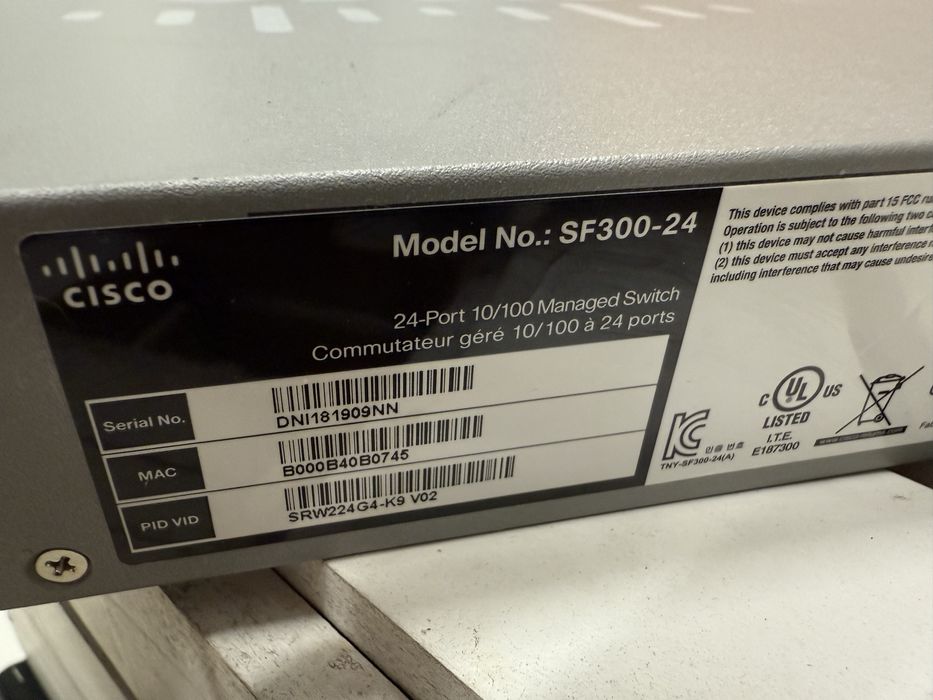 CISCO
Model No.: SF300-24
24-Port 10/100 Managed Switch
Commutateur géré 10/100 à 24 ports
Serial No.
DNI181909NN
MAC
B000B40B0745
PID VID
SRW224G4-K9 V02
This device complies with part 15 FCC
Operation is subject to the following two
(1) this device may not cause harmful
(2) this device must accept any interference
including interference that may cause
TNY-SF300-24(A)
C UL US
LISTED
I.T.E.
E187300